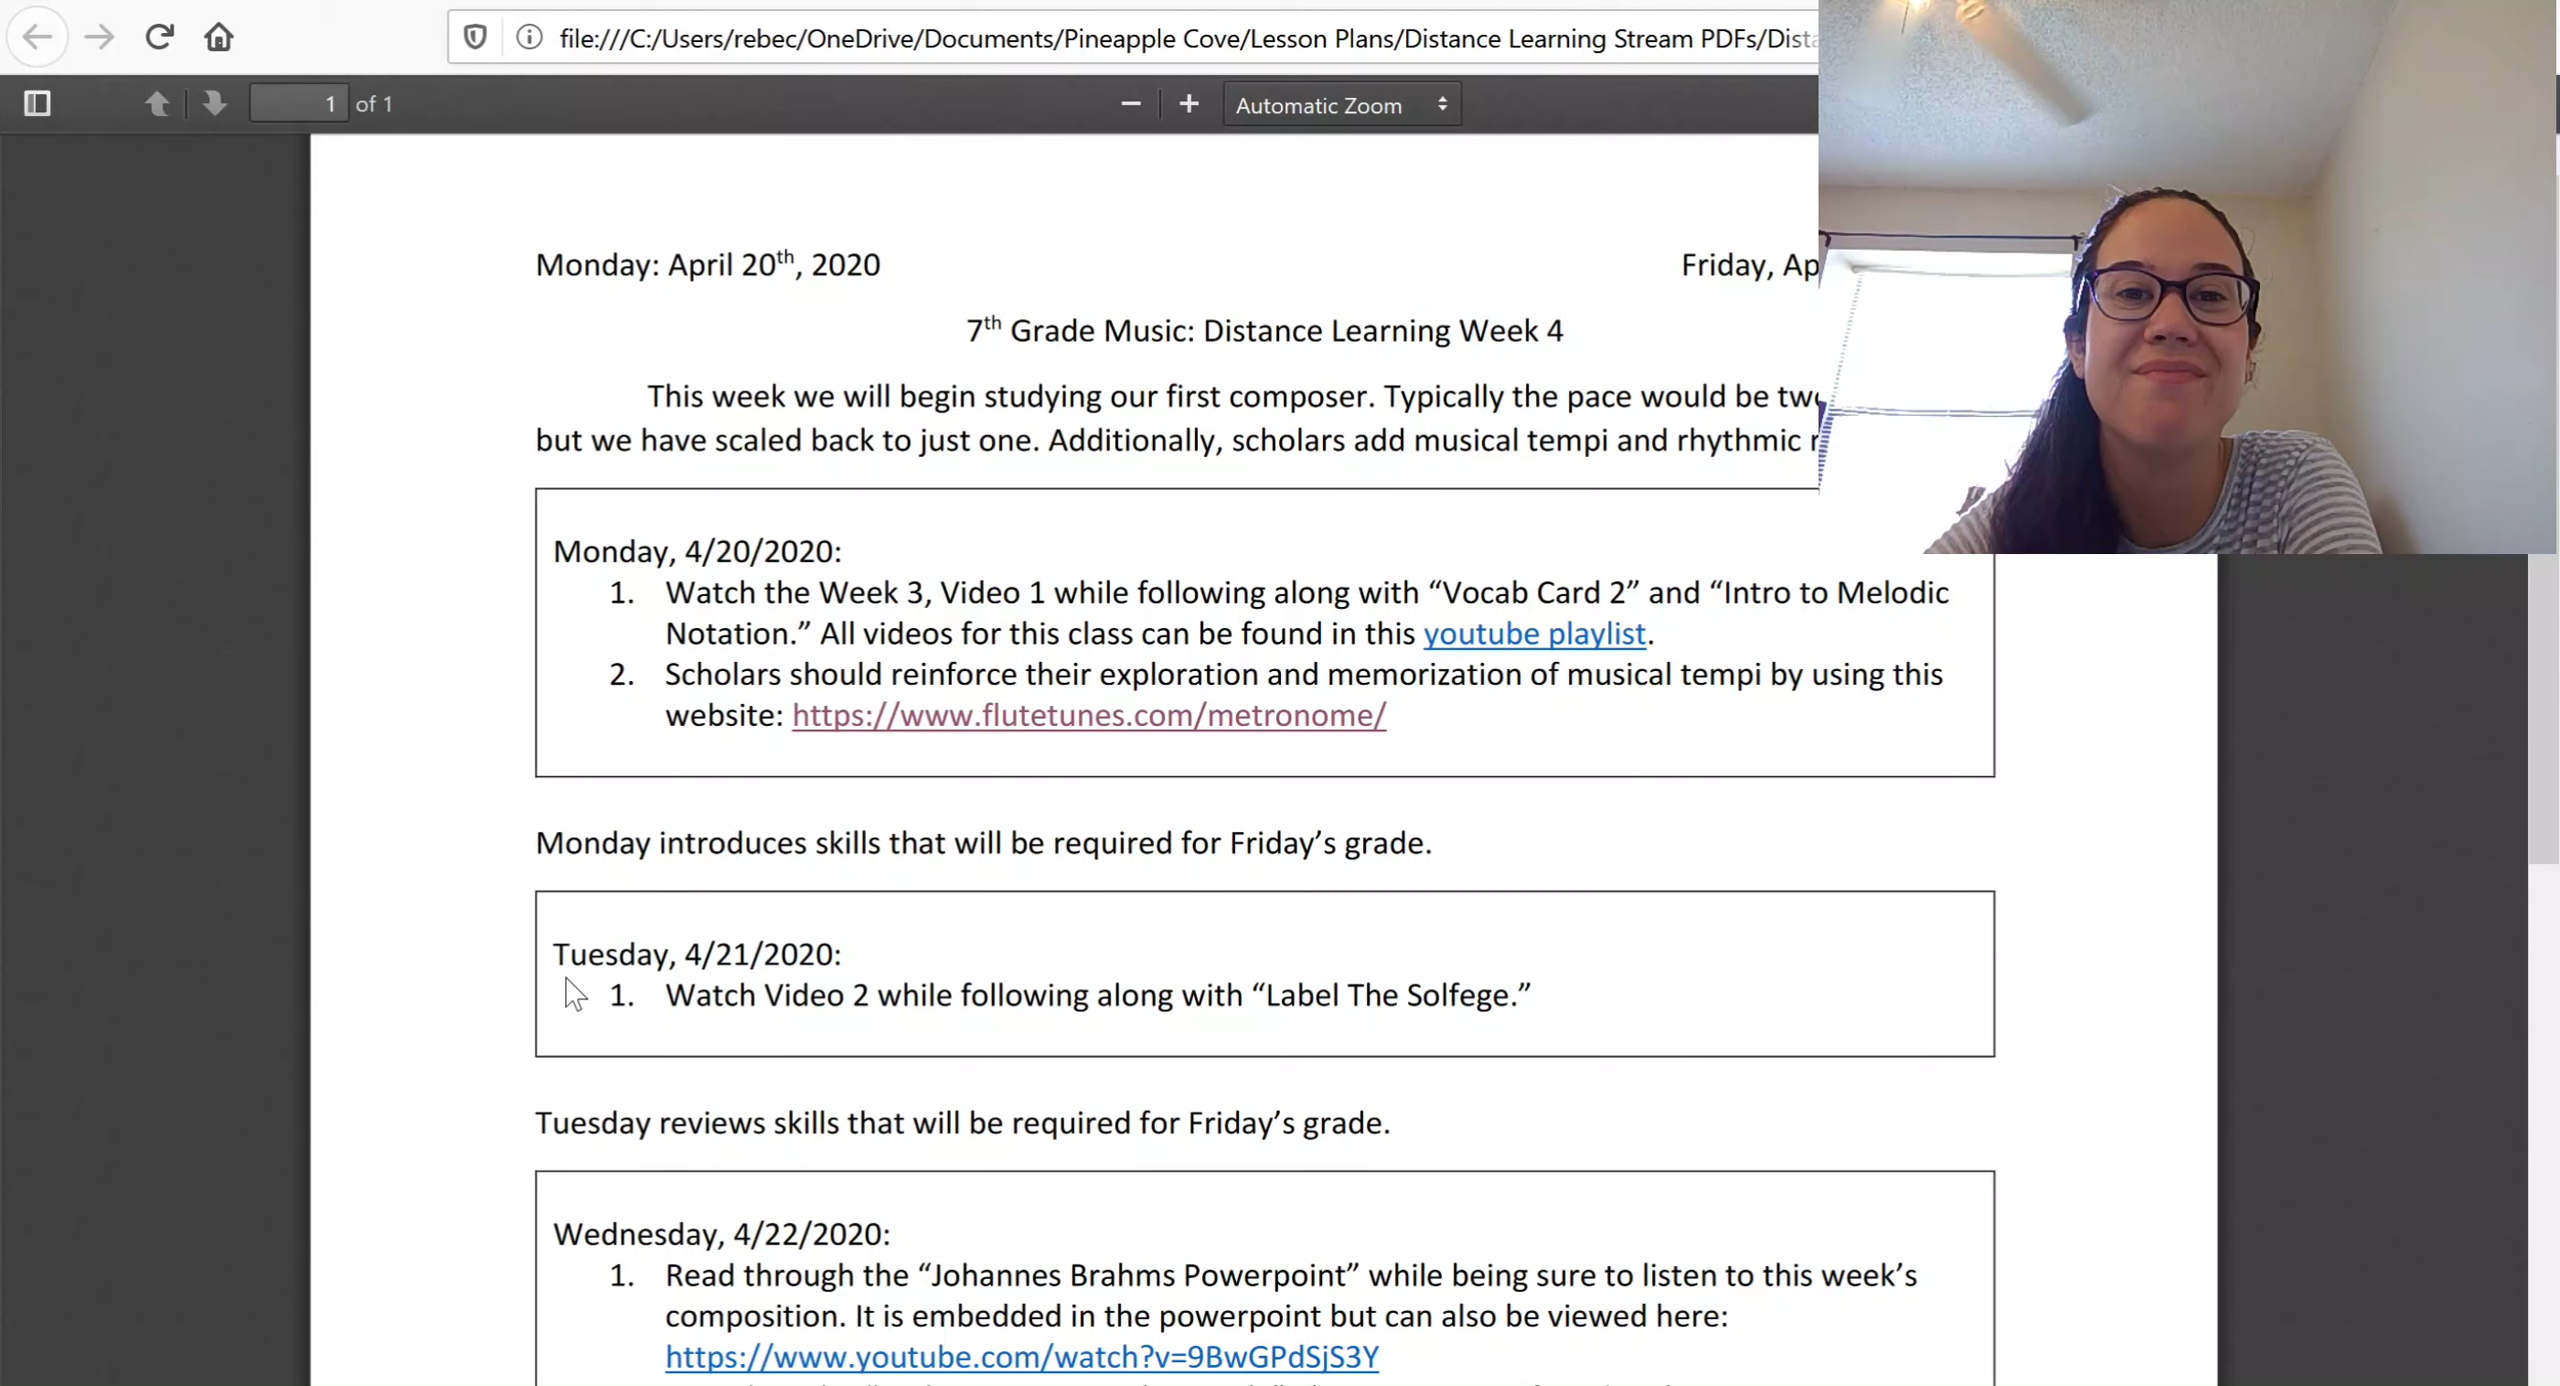 file:///C:/Users/rebec/OneDrive/Documents/Pineapple Cove/Lesson Plans/Distance Learning Stream PDFs/Dist
1 of 1
Automatic Zoom
Monday: April 20th, 2020 Friday, Ap
7th Grade Music: Distance Learning Week 4
This week we will begin studying our first composer. Typically the pace would be
but we have scaled back to just one. Additionally, scholars add musical tempi and rhythmic
Monday, 4/20/2020:
1. Watch the Week 3, Video 1 while following along with “Vocab Card 2” and “Intro to Melodic
Notation.” All videos for this class can be found in this youtube playlist.
2. Scholars should reinforce their exploration and memorization of musical tempi by using this
website: https://www.flutetunes.com/metronome/
Monday introduces skills that will be required for Friday’s grade.
Tuesday, 4/21/2020:
1. Watch Video 2 while following along with “Label The Solfege.”
Tuesday reviews skills that will be required for Friday’s grade.
Wednesday, 4/22/2020:
1. Read through the “Johannes Brahms Powerpoint” while being sure to listen to this week’s
composition. It is embedded in the powerpoint but can also be viewed here:
https://www.youtube.com/watch?v=9BwGPdSjS3Y